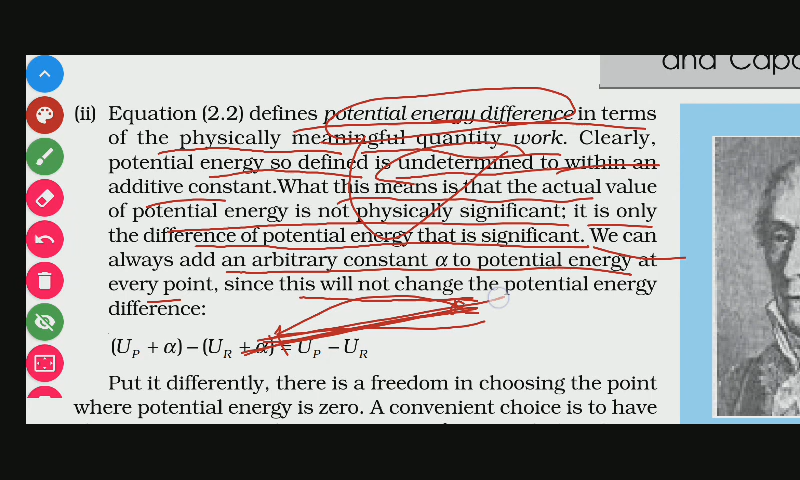 and Capa
(ii) Equation (2.2) defines potential energy difference in terms
of the physically meaningful quantity work. Clearly,
potential energy so defined is undetermined to within an
additive constant.What this means is that the actual value
of potential energy is not physically significant; it is only
the difference of potential energy that is significant. We can
always add an arbitrary constant α to potential energy at
every point, since this will not change the potential energy
difference:
(U_P + α) − (U_R + α) = U_P − U_R
Put it differently, there is a freedom in choosing the point
where potential energy is zero. A convenient choice is to have